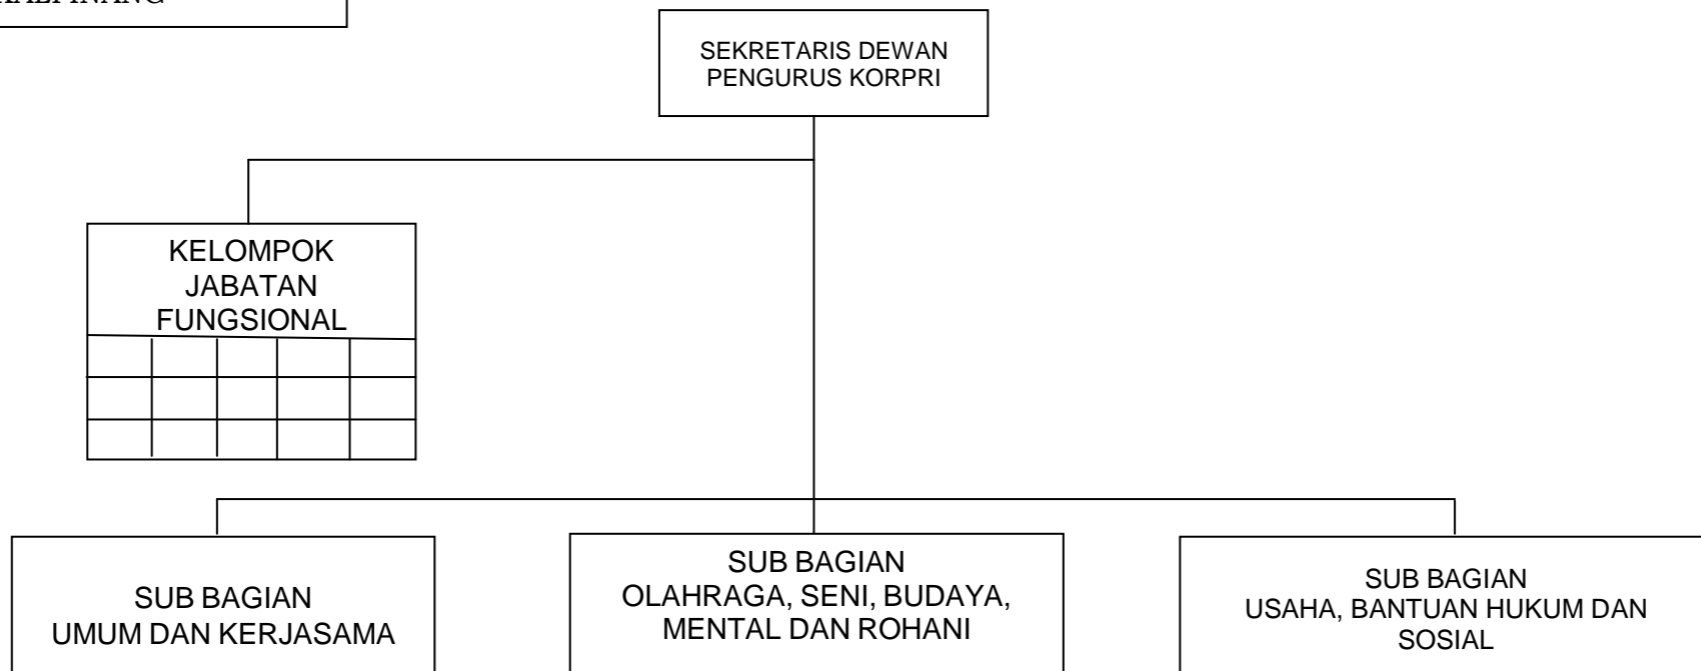 SEKRETARIS DEWAN
PENGURUS KORPRI
KELOMPOK
JABATAN
FUNGSIONAL
SUB BAGIAN
UMUM DAN KERJASAMA
SUB BAGIAN
OLAHRAGA, SENI, BUDAYA,
MENTAL DAN ROHANI
SUB BAGIAN
USAHA, BANTUAN HUKUM DAN
SOSIAL